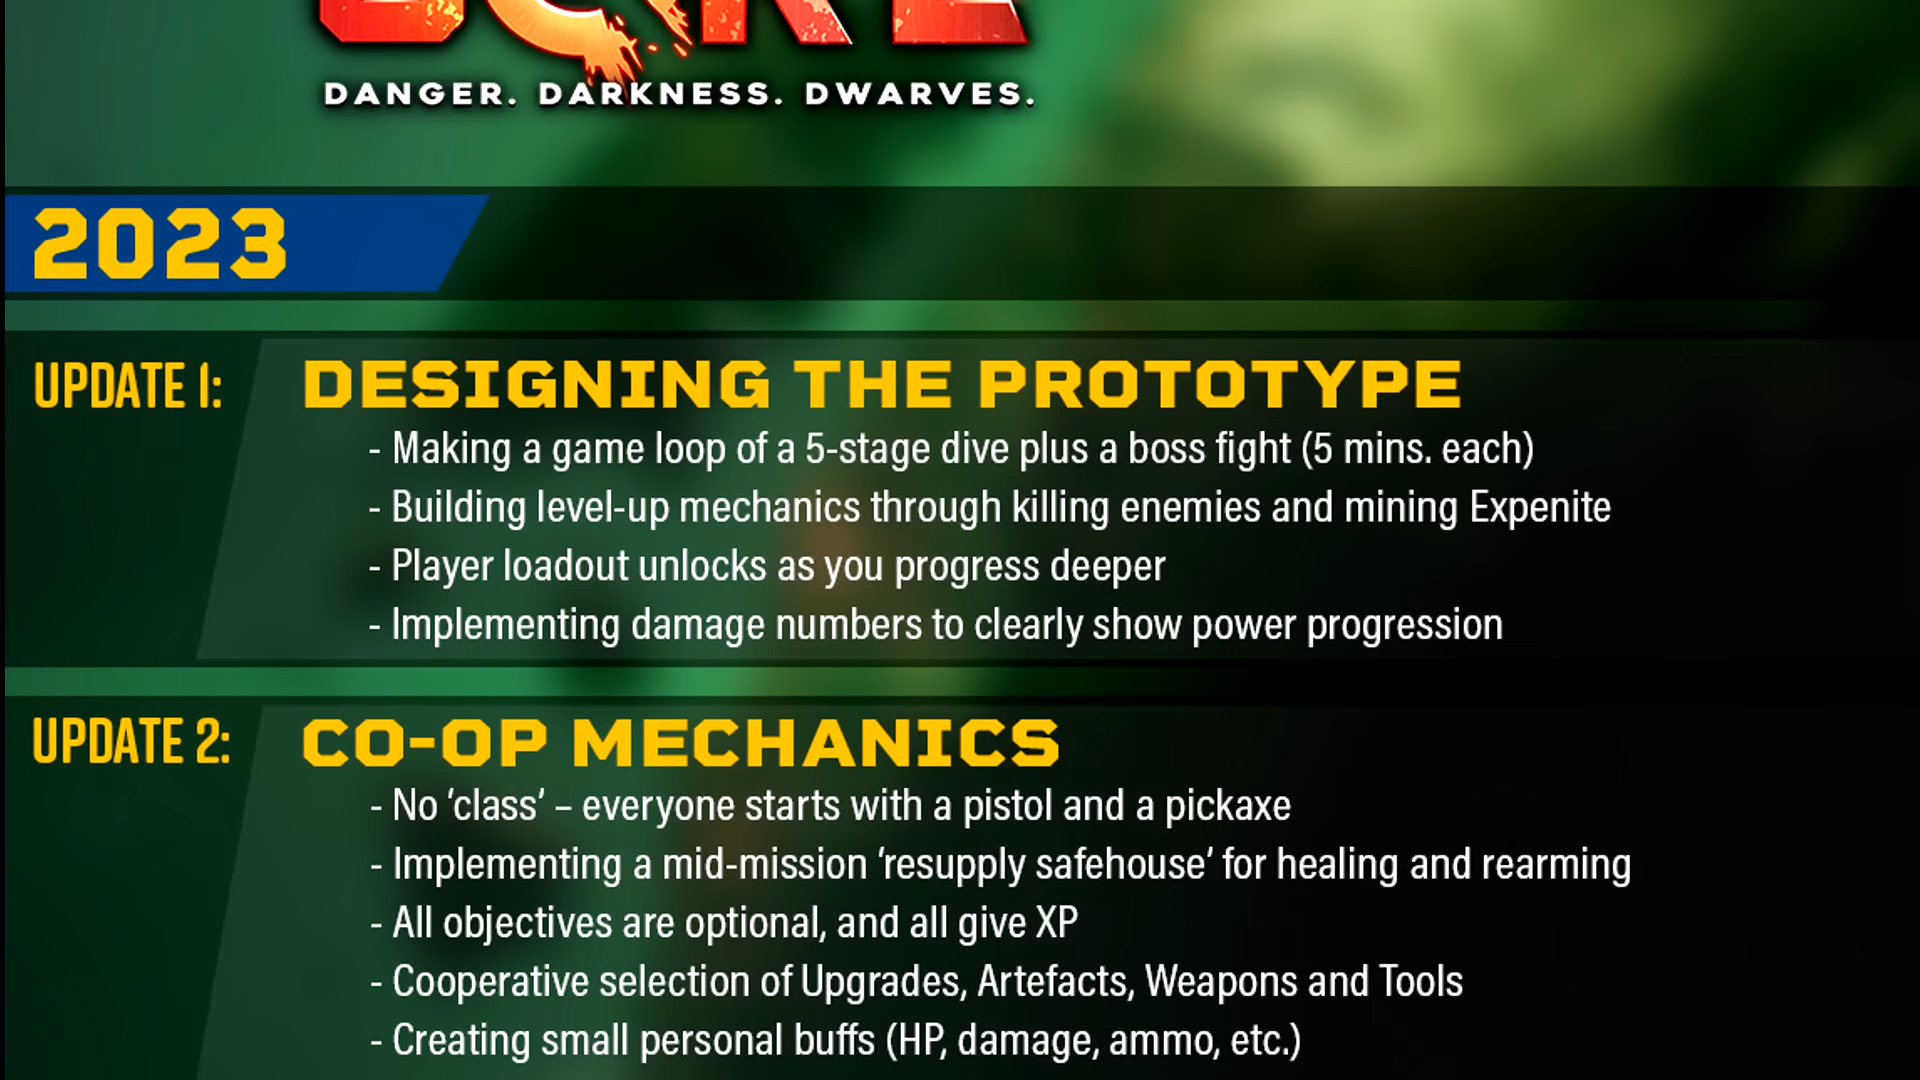 DANGER. DARKNESS. DWARVES.
2023
UPDATE 1: DESIGNING THE PROTOTYPE
- Making a game loop of a 5-stage dive plus a boss fight (5 mins. each)
- Building level-up mechanics through killing enemies and mining Expenite
- Player loadout unlocks as you progress deeper
- Implementing damage numbers to clearly show power progression
UPDATE 2: CO-OP MECHANICS
- No ‘class’ – everyone starts with a pistol and a pickaxe
- Implementing a mid-mission ‘resupply safehouse’ for healing and rearming
- All objectives are optional, and all give XP
- Cooperative selection of Upgrades, Artefacts, Weapons and Tools
- Creating small personal buffs (HP, damage, ammo, etc.)